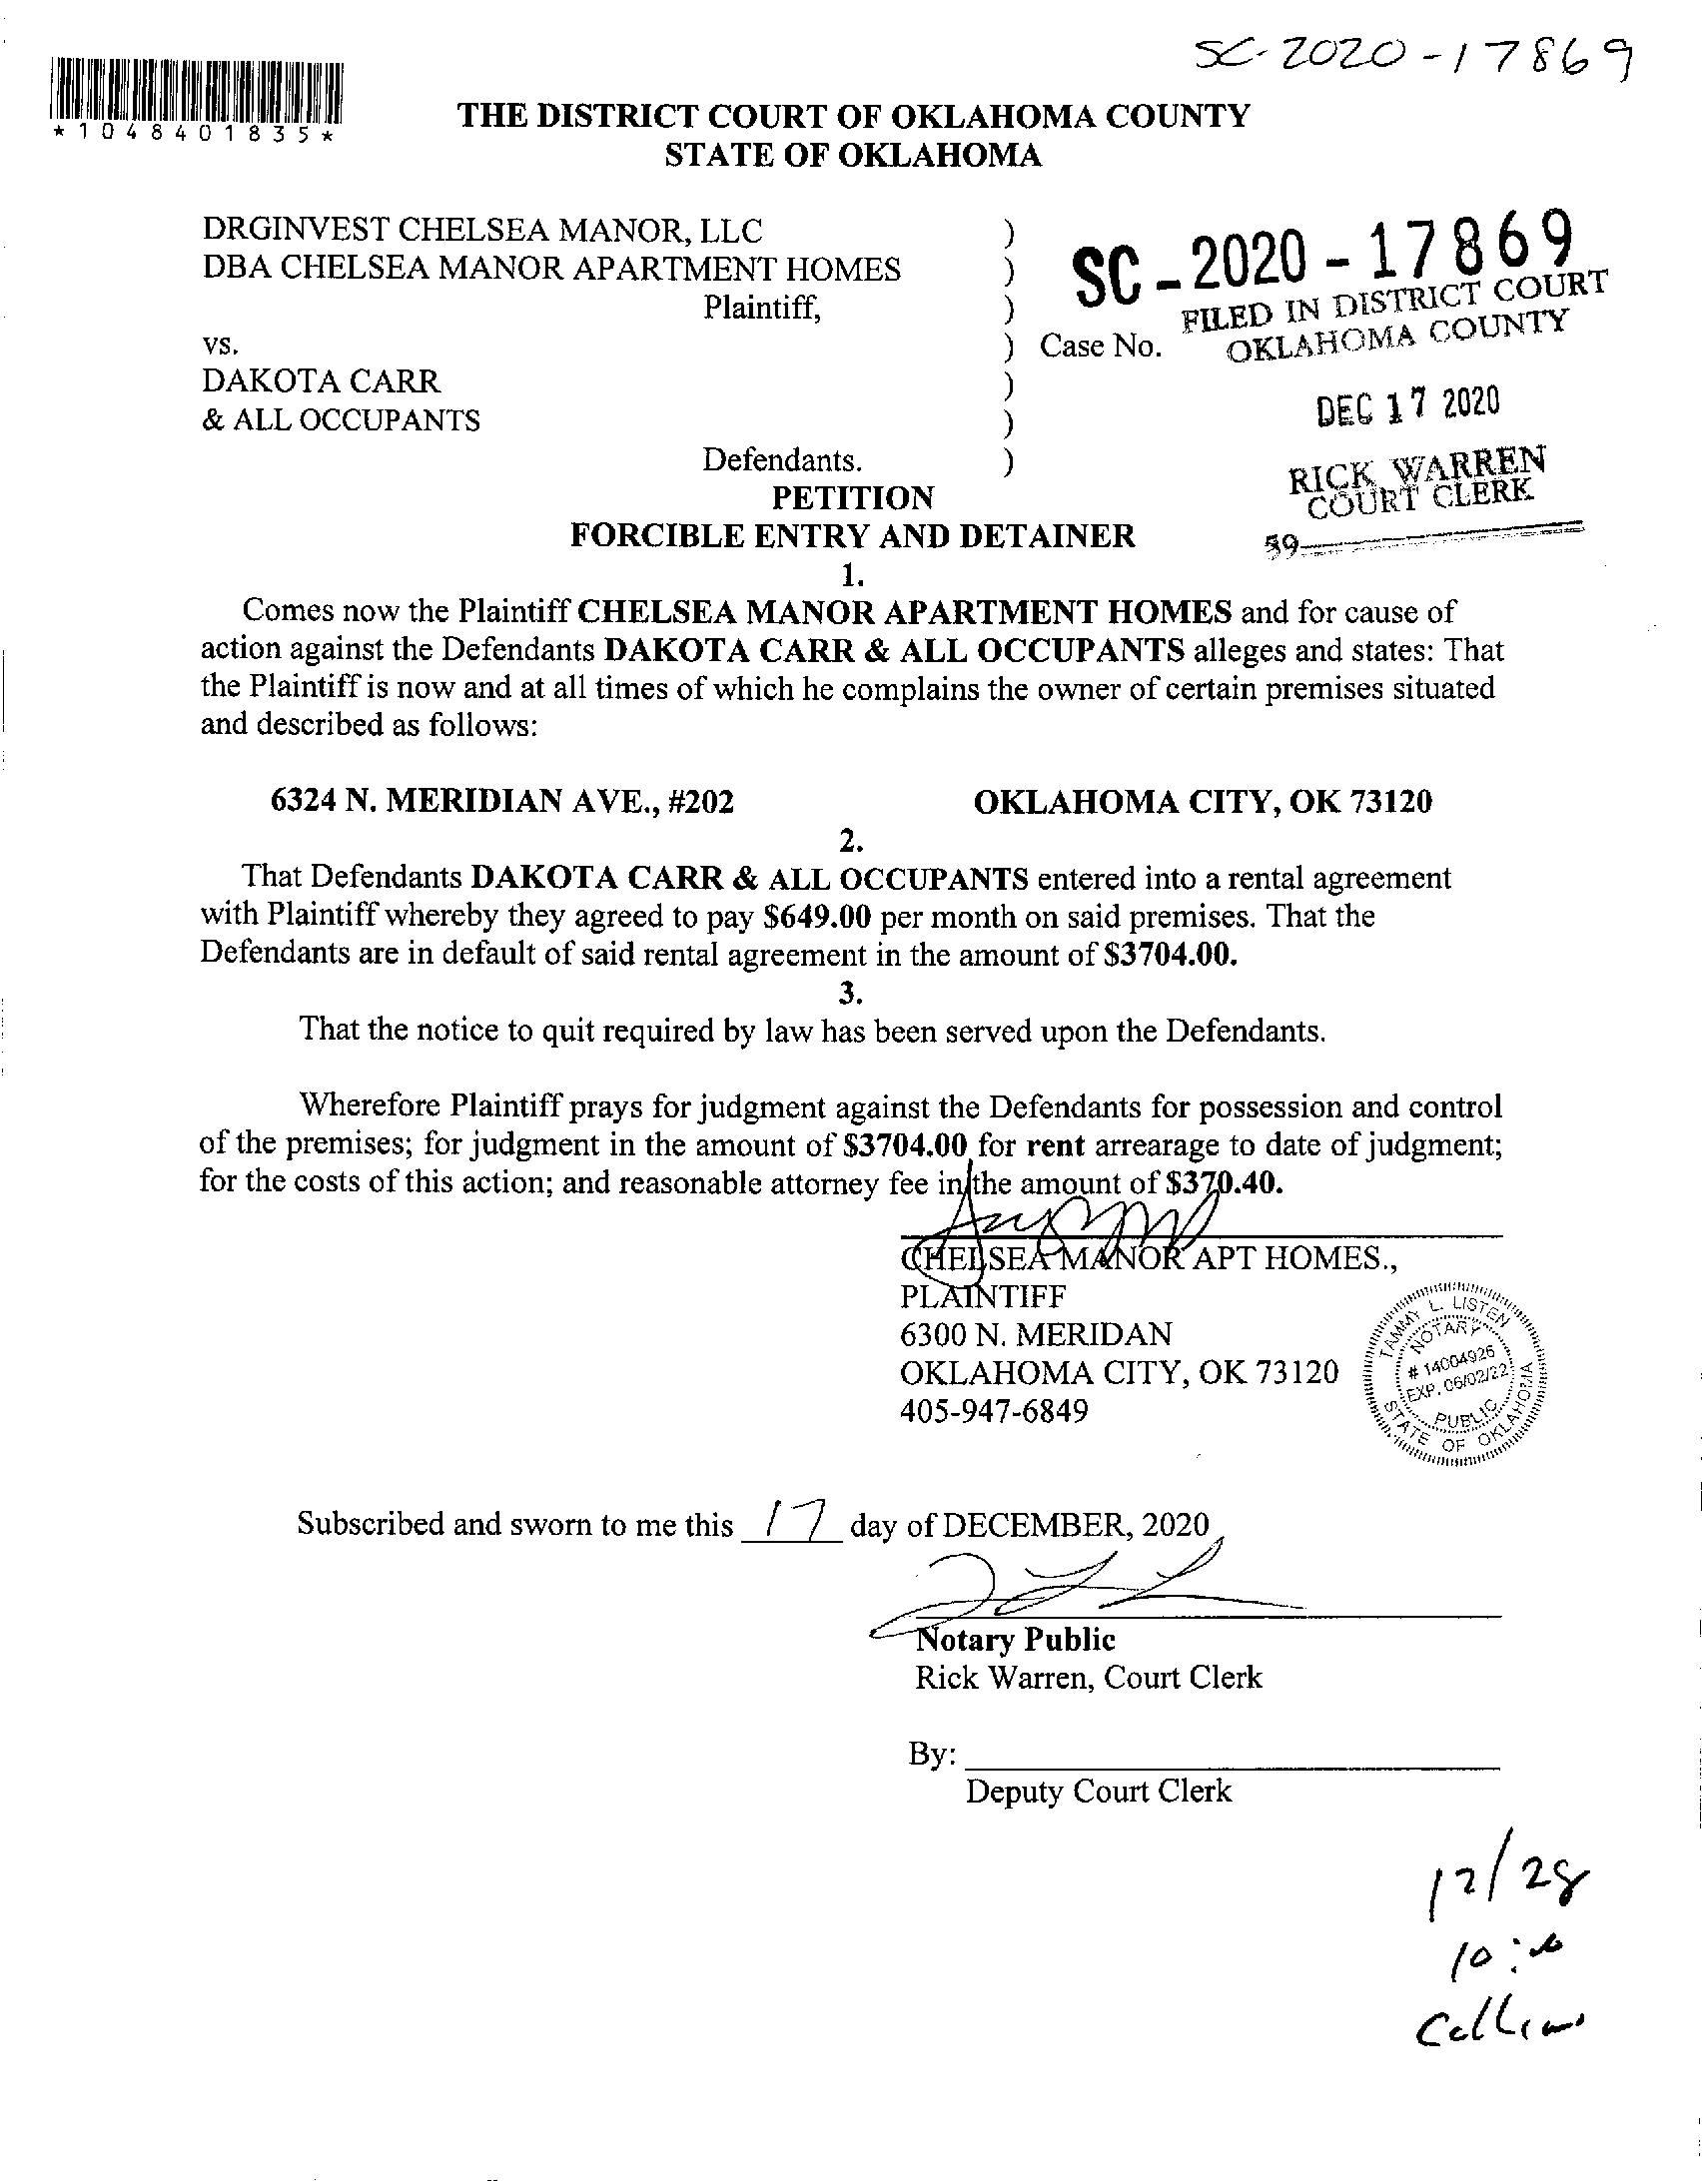 SC-2020-17869
*1048401835*
THE DISTRICT COURT OF OKLAHOMA COUNTY
STATE OF OKLAHOMA
DRGINVEST CHELSEA MANOR, LLC )
DBA CHELSEA MANOR APARTMENT HOMES )
Plaintiff, )
vs. ) Case No.
DAKOTA CARR )
& ALL OCCUPANTS )
Defendants. )
SC-2020-17869
FILED IN DISTRICT COURT
OKLAHOMA COUNTY
DEC 17 2020
RICK WARREN
COURT CLERK
39
PETITION
FORCIBLE ENTRY AND DETAINER
1.
Comes now the Plaintiff CHELSEA MANOR APARTMENT HOMES and for cause of
action against the Defendants DAKOTA CARR & ALL OCCUPANTS alleges and states: That
the Plaintiff is now and at all times of which he complains the owner of certain premises situated
and described as follows:
6324 N. MERIDIAN AVE., #202 OKLAHOMA CITY, OK 73120
2.
That Defendants DAKOTA CARR & ALL OCCUPANTS entered into a rental agreement
with Plaintiff whereby they agreed to pay $649.00 per month on said premises. That the
Defendants are in default of said rental agreement in the amount of $3704.00.
3.
That the notice to quit required by law has been served upon the Defendants.
Wherefore Plaintiff prays for judgment against the Defendants for possession and control
of the premises; for judgment in the amount of $3704.00 for rent arrearage to date of judgment;
for the costs of this action; and reasonable attorney fee in the amount of $370.40.
CHELSEA MANOR APT HOMES.,
PLAINTIFF
6300 N. MERIDAN
OKLAHOMA CITY, OK 73120
405-947-6849
TAMMY L. LISTEN
NOTARY
# 14004926
EXP. 06/02/22
PUBLIC
STATE OF OKLAHOMA
Subscribed and sworn to me this 17 day of DECEMBER, 2020
Notary Public
Rick Warren, Court Clerk
By:
Deputy Court Clerk
12/28
10:
Collins